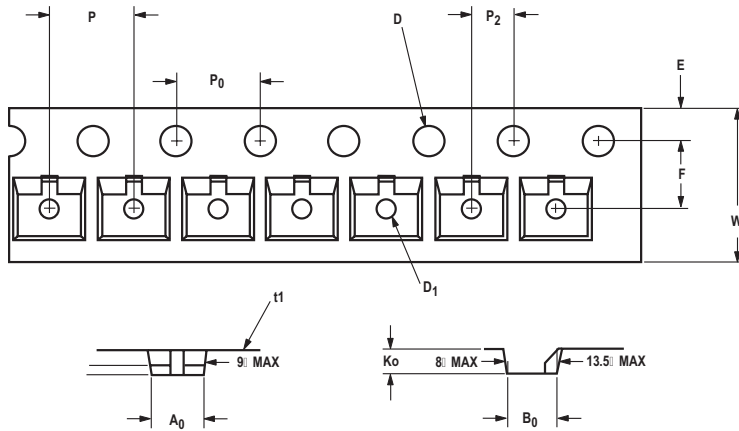 P
D
P2
E
P0
F
W
D1
t1
9▯ MAX
Ko
8▯ MAX
13.5▯ MAX
A0
B0